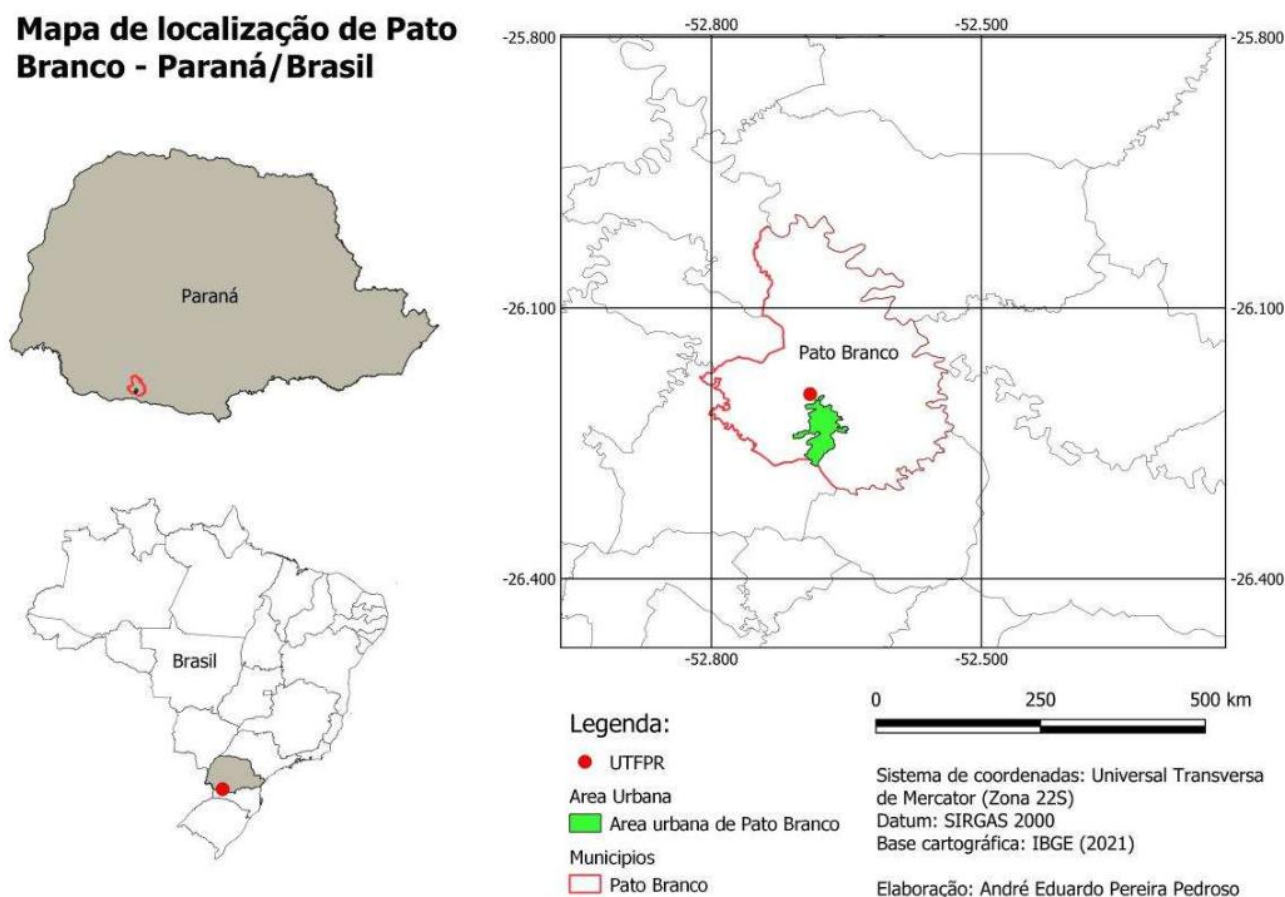 Mapa de localização de Pato
Branco - Paraná/Brasil
Paraná
Brasil
-52.800
-52.500
-25.800
-25.800
-26.100
-26.100
Pato Branco
-26.400
-26.400
-52.800
-52.500
Legenda:
UTFPR
Area Urbana
Area urbana de Pato Branco
Municipios
Pato Branco
0 250 500 km
Sistema de coordenadas: Universal Transversa
de Mercator (Zona 22S)
Datum: SIRGAS 2000
Base cartográfica: IBGE (2021)
Elaboração: André Eduardo Pereira Pedroso